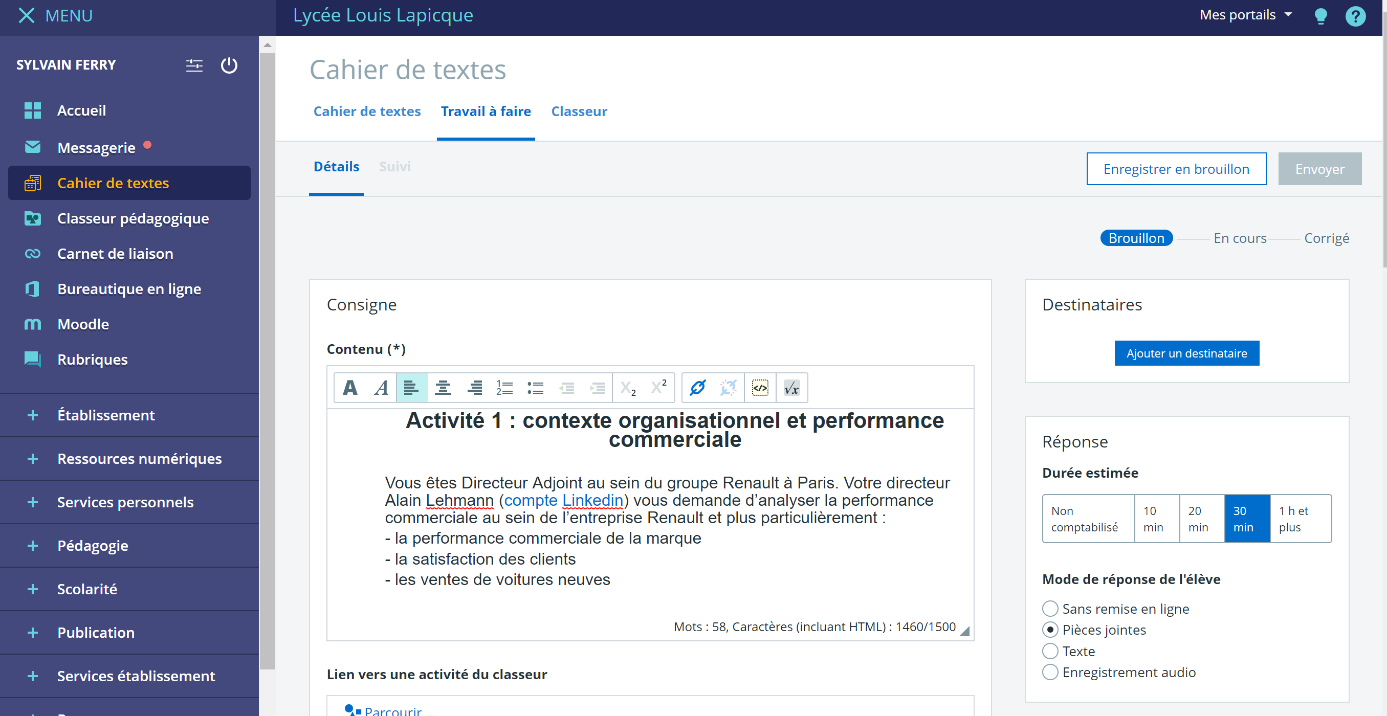 MENU
Lycée Louis Lapicque
Mes portails
?
SYLVAIN FERRY
Accueil
Messagerie
Cahier de textes
Classeur pédagogique
Carnet de liaison
Bureautique en ligne
Moodle
Rubriques
+ Établissement
+ Ressources numériques
+ Services personnels
+ Pédagogie
+ Scolarité
+ Publication
+ Services établissement
Cahier de textes
Cahier de textes Travail à faire Classeur
Détails Suivi
Enregistrer en brouillon Envoyer
Brouillon En cours Corrigé
Consigne
Contenu (*)
Activité 1 : contexte organisationnel et performance
commerciale
Vous êtes Directeur Adjoint au sein du groupe Renault à Paris. Votre directeur
Alain Lehmann (compte Linkedin) vous demande d’analyser la performance
commerciale au sein de l’entreprise Renault et plus particulièrement :
- la performance commerciale de la marque
- la satisfaction des clients
- les ventes de voitures neuves
Mots : 58, Caractères (incluant HTML) : 1460/1500
Lien vers une activité du classeur
Parcourir
Destinataires
Ajouter un destinataire
Réponse
Durée estimée
Non comptabilisé
10 min
20 min
30 min
1 h et plus
Mode de réponse de l'élève
Sans remise en ligne
Pièces jointes
Texte
Enregistrement audio